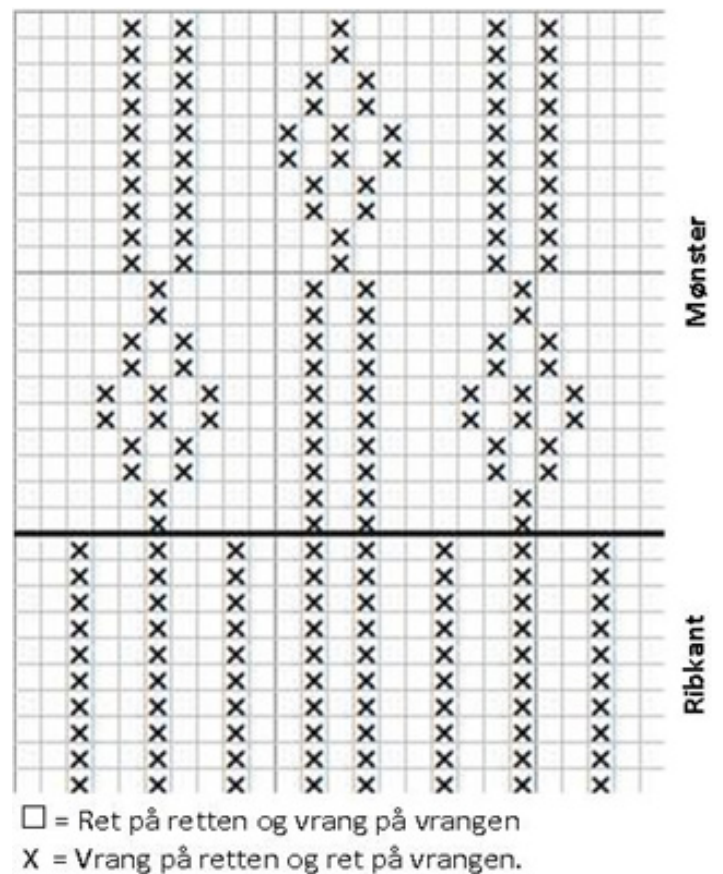 Mønster
Ribkant
□ = Ret på retten og vrang på vrangen
X = Vrang på retten og ret på vrangen.